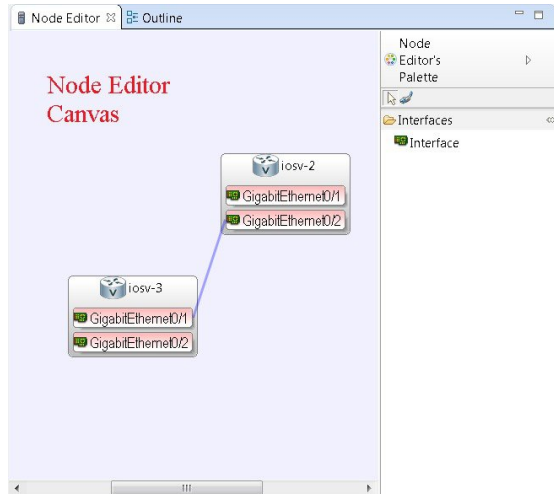 Node Editor
Outline
Node Editor
Canvas
Node
Editor's
Palette
Interfaces
Interface
iosv-2
GigabitEthernet0/1
GigabitEthernet0/2
iosv-3
GigabitEthernet0/1
GigabitEthernet0/2